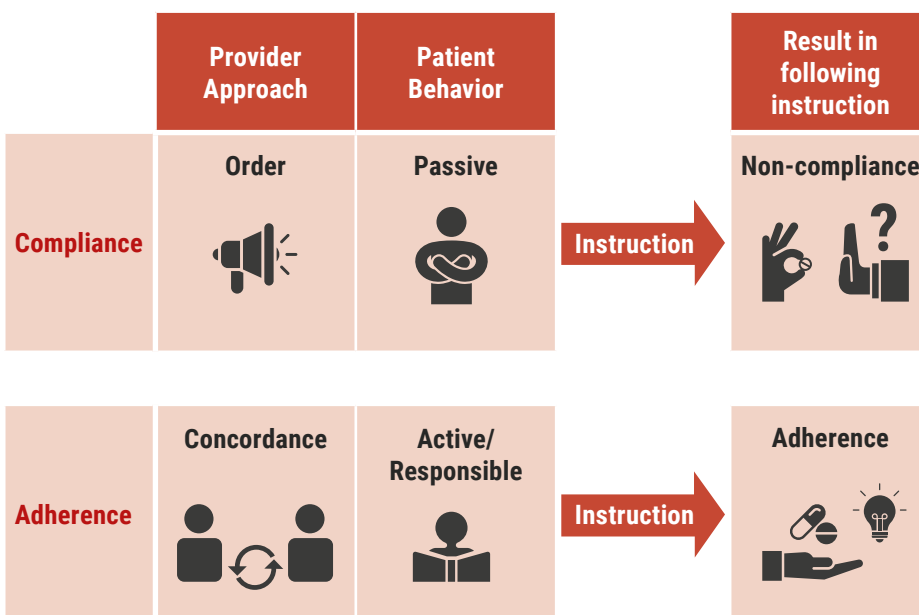 Provider
Approach
Patient
Behavior
Result in
following
instruction
Compliance
Order
Passive
Instruction
Non-compliance
?
Adherence
Concordance
Active/
Responsible
Instruction
Adherence